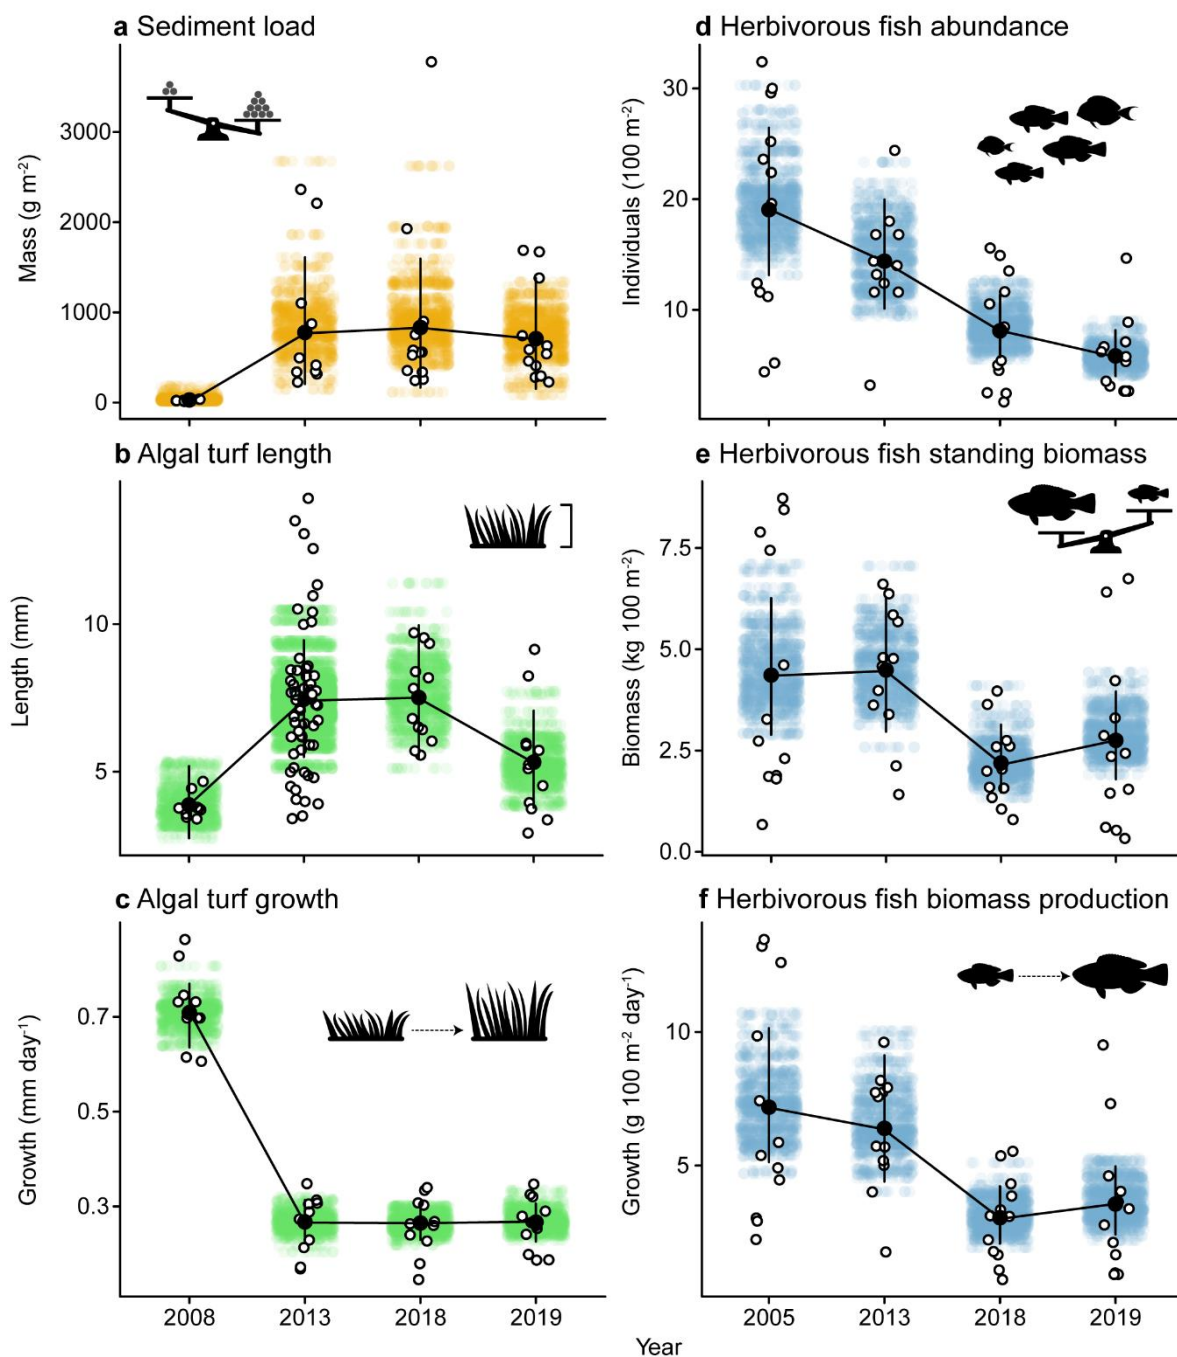 a Sediment load
Mass (g m⁻²)
3000
2000
1000
0
b Algal turf length
Length (mm)
10
5
c Algal turf growth
Growth (mm day⁻¹)
0.7
0.5
0.3
2008 2013 2018 2019
d Herbivorous fish abundance
Individuals (100 m⁻²)
30
20
10
e Herbivorous fish standing biomass
Biomass (kg 100 m⁻²)
7.5
5.0
2.5
0.0
f Herbivorous fish biomass production
Growth (g 100 m⁻² day⁻¹)
10
5
2005 2013 2018 2019
Year